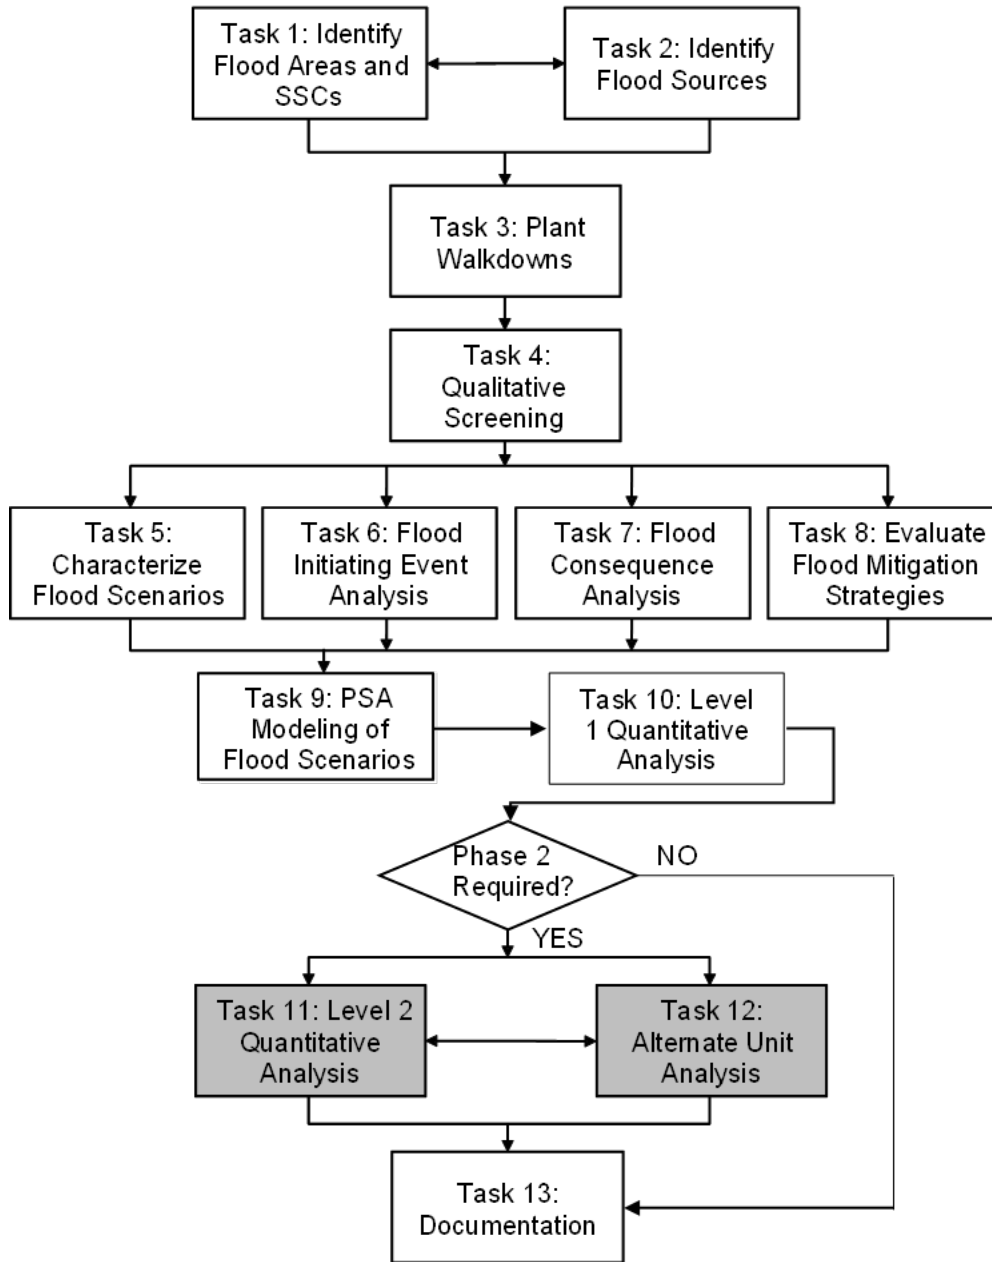 Task 1: Identify
Flood Areas and
SSCs
Task 2: Identify
Flood Sources
Task 3: Plant
Walkdowns
Task 4:
Qualitative
Screening
Task 5:
Characterize
Flood Scenarios
Task 6: Flood
Initiating Event
Analysis
Task 7: Flood
Consequence
Analysis
Task 8: Evaluate
Flood Mitigation
Strategies
Task 9: PSA
Modeling of
Flood Scenarios
Task 10: Level
1 Quantitative
Analysis
Phase 2
Required?
NO
YES
Task 11: Level 2
Quantitative
Analysis
Task 12:
Alternate Unit
Analysis
Task 13:
Documentation